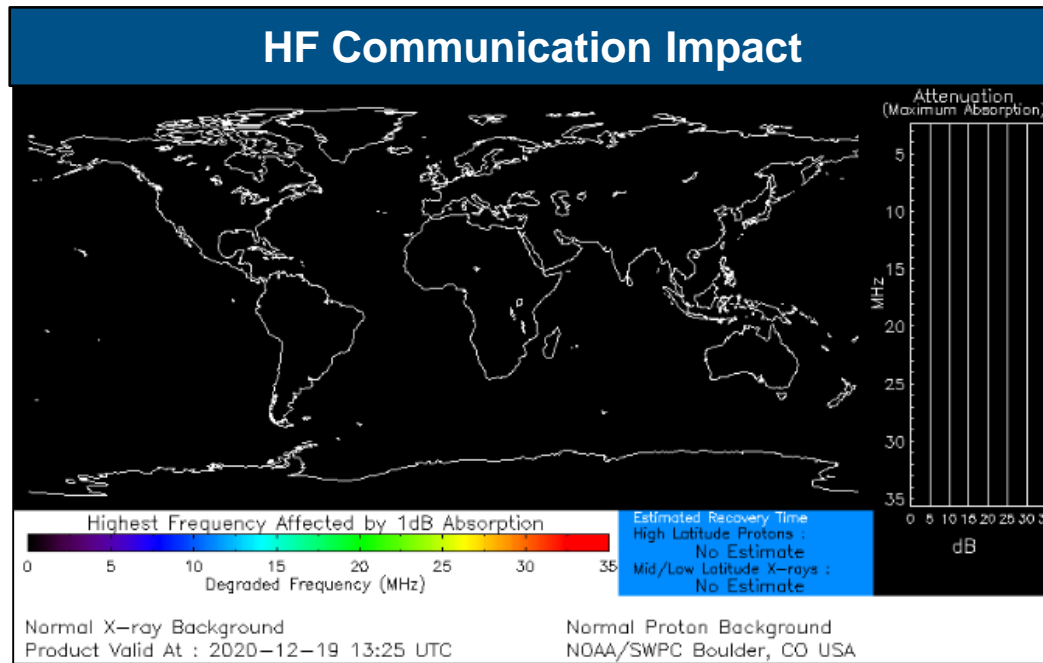 HF Communication Impact
Attenuation
(Maximum Absorption)
5
10
15
20
25
30
35
MHz
0 5 10 15 20 25 30 3
dB
Highest Frequency Affected by 1dB Absorption
0 5 10 15 20 25 30 35
Degraded Frequency (MHz)
Estimated Recovery Time
High Latitude Protons :
No Estimate
Mid/Low Latitude X-rays :
No Estimate
Normal X-ray Background
Product Valid At : 2020-12-19 13:25 UTC
Normal Proton Background
NOAA/SWPC Boulder, CO USA